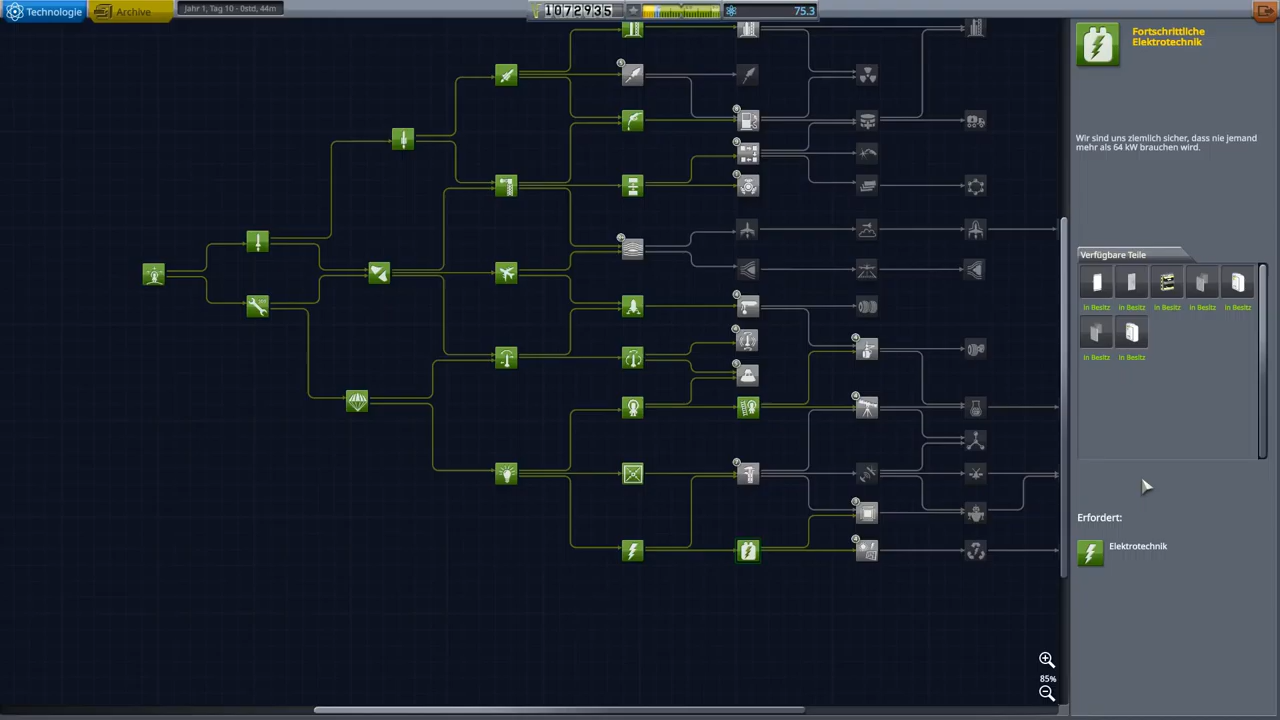 Technologie
Archive
Jahr 1, Tag 10 - 0std, 44m
1072935
75.3
Fortschrittliche
Elektrotechnik
Wir sind uns ziemlich sicher, dass nie jemand
mehr als 64 kW brauchen wird.
Verfügbare Teile
In Besitz
In Besitz
In Besitz
In Besitz
In Besitz
In Besitz
In Besitz
Erfordert:
Elektrotechnik
85%